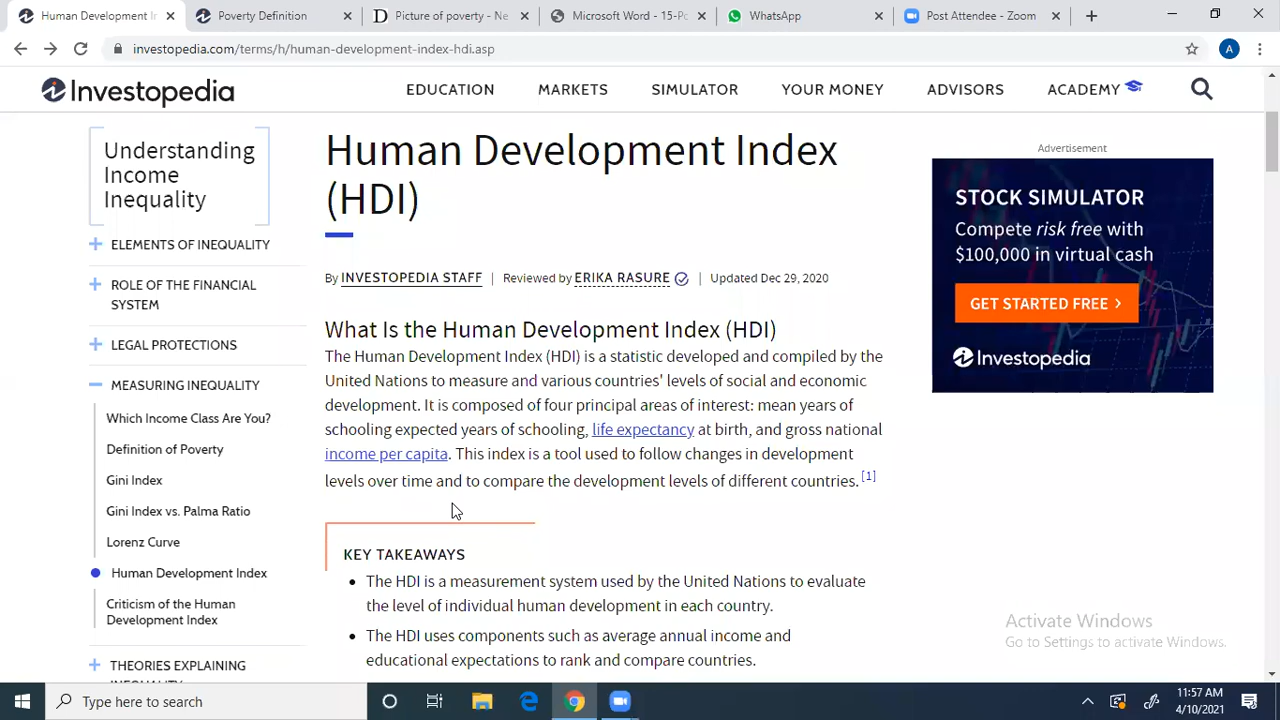 Human Development I
Poverty Definition
Picture of poverty - Ne
Microsoft Word - 15-Po
WhatsApp
Post Attendee - Zoom
investopedia.com/terms/h/human-development-index-hdi.asp
A
Investopedia
EDUCATION
MARKETS
SIMULATOR
YOUR MONEY
ADVISORS
ACADEMY
Understanding
Income
Inequality
ELEMENTS OF INEQUALITY
ROLE OF THE FINANCIAL
SYSTEM
LEGAL PROTECTIONS
MEASURING INEQUALITY
Which Income Class Are You?
Definition of Poverty
Gini Index
Gini Index vs. Palma Ratio
Lorenz Curve
Human Development Index
Criticism of the Human
Development Index
THEORIES EXPLAINING
INEQUALITY
Human Development Index
(HDI)
By INVESTOPEDIA STAFF | Reviewed by ERIKA RASURE | Updated Dec 29, 2020
What Is the Human Development Index (HDI)
The Human Development Index (HDI) is a statistic developed and compiled by the
United Nations to measure and various countries' levels of social and economic
development. It is composed of four principal areas of interest: mean years of
schooling expected years of schooling, life expectancy at birth, and gross national
income per capita. This index is a tool used to follow changes in development
levels over time and to compare the development levels of different countries. [1]
KEY TAKEAWAYS
• The HDI is a measurement system used by the United Nations to evaluate
the level of individual human development in each country.
• The HDI uses components such as average annual income and
educational expectations to rank and compare countries.
Advertisement
STOCK SIMULATOR
Compete risk free with
$100,000 in virtual cash
GET STARTED FREE >
Investopedia
Activate Windows
Go to Settings to activate Windows.
Type here to search
11:57 AM
4/10/2021